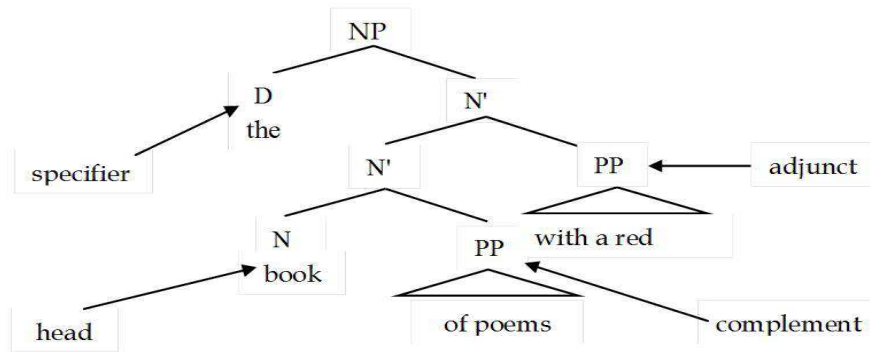 NP
D
N'
the
specifier
N'
PP
adjunct
N
PP
with a red
book
head
of poems
complement